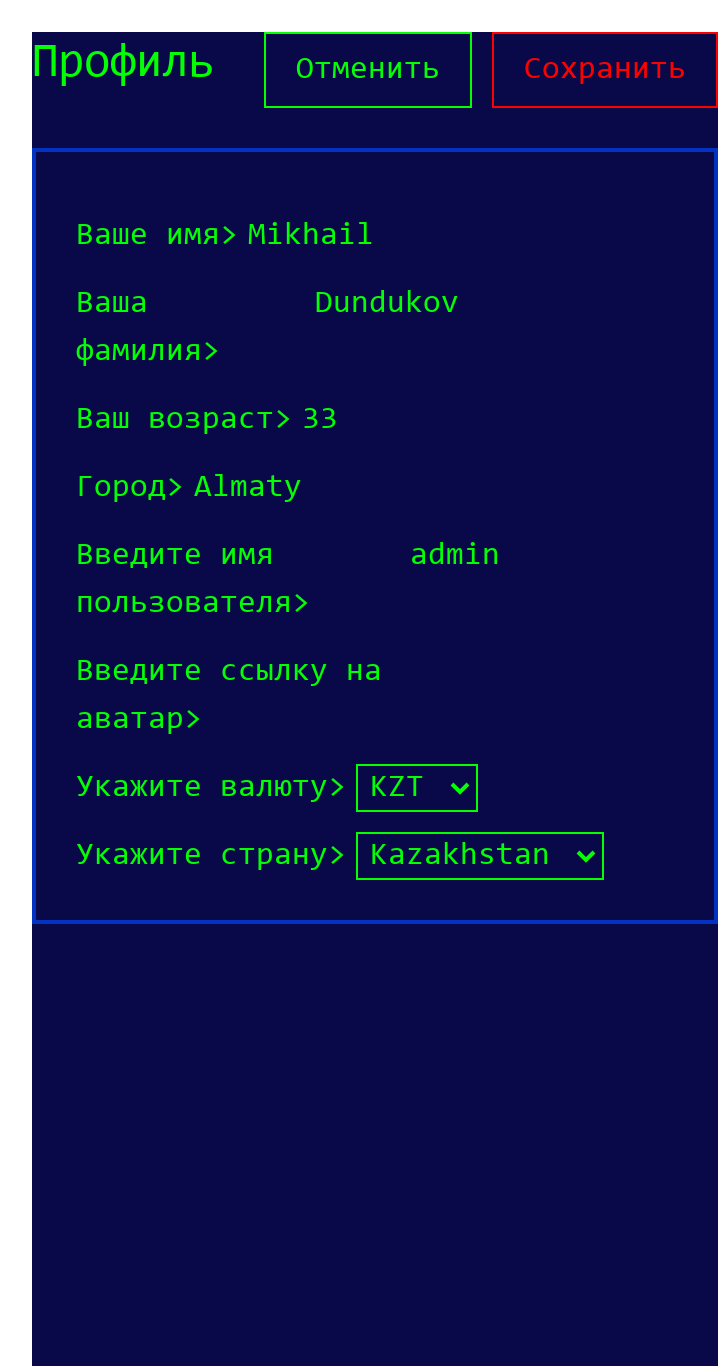 Профиль Отменить Сохранить
Ваше имя> Mikhail
Ваша Dundukov
фамилия>
Ваш возраст> 33
Город> Almaty
Введите имя admin
пользователя>
Введите ссылку на
аватар>
Укажите валюту> KZT
Укажите страну> Kazakhstan